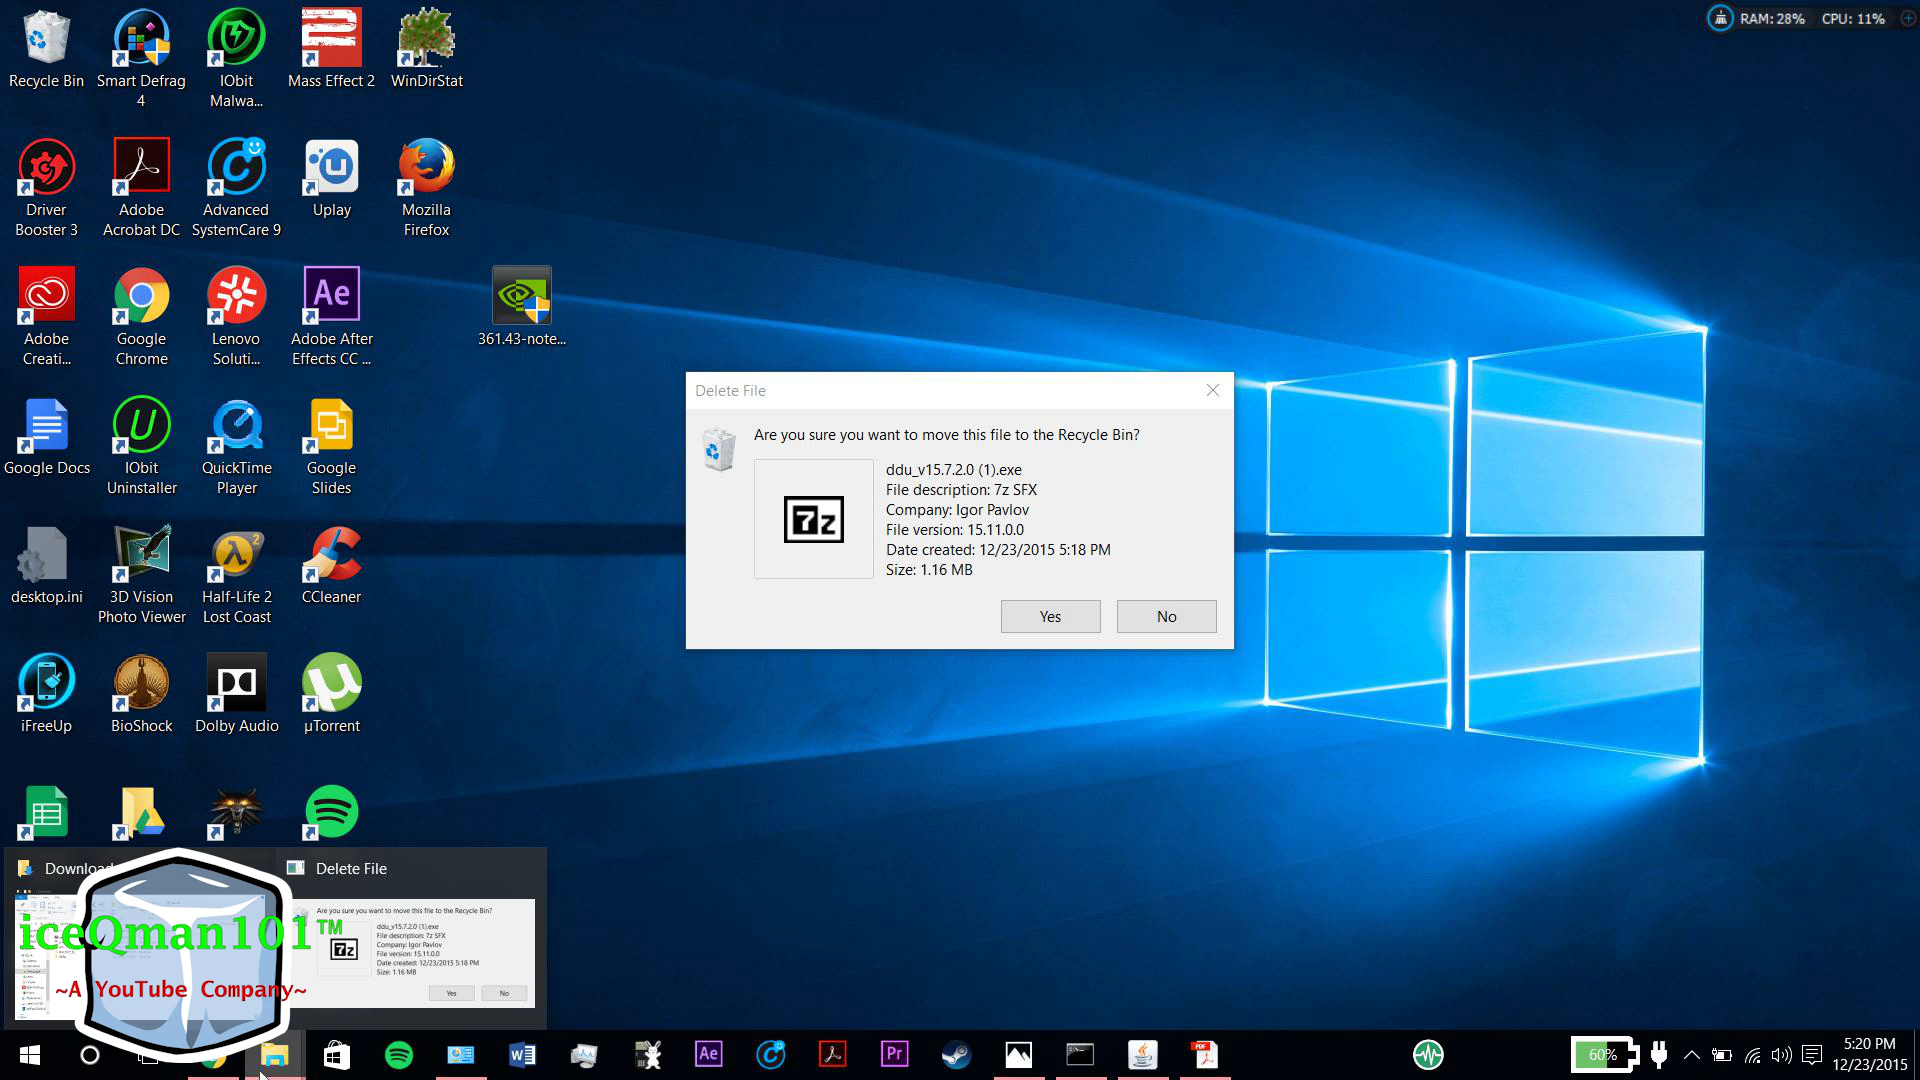 RAM: 28% CPU: 11%
Recycle Bin
Smart Defrag
4
IObit
Malwa...
Mass Effect 2
WinDirStat
Driver
Booster 3
Adobe
Acrobat DC
Advanced
SystemCare 9
Uplay
Mozilla
Firefox
Adobe
Creati...
Google
Chrome
Lenovo
Soluti...
Ae
Adobe After
Effects CC ...
361.43-note...
Google Docs
IObit
Uninstaller
QuickTime
Player
Google
Slides
desktop.ini
3D Vision
Photo Viewer
2
Half-Life 2
Lost Coast
CCleaner
iFreeUp
BioShock
Dolby Audio
µTorrent
Delete File
Are you sure you want to move this file to the Recycle Bin?
7z
ddu_v15.7.2.0 (1).exe
File description: 7z SFX
Company: Igor Pavlov
File version: 15.11.0.0
Date created: 12/23/2015 5:18 PM
Size: 1.16 MB
Yes
No
Delete File
Are you sure you want to move this file to the Recycle Bin?
7z
ddu_v15.7.2.0 (1).exe
File description: 7z SFX
Company: Igor Pavlov
File version: 15.11.0.0
Date created: 12/23/2015 5:18 PM
Size: 1.16 MB
Yes
No
iceQman101™
~A YouTube Company~
Ae
Pr
PDF
60%
5:20 PM
12/23/2015